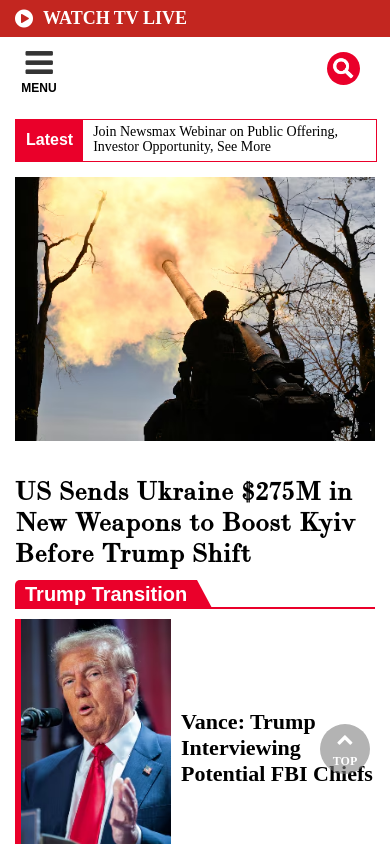 WATCH TV LIVE
MENU
Latest
Join Newsmax Webinar on Public Offering,
Investor Opportunity, See More
US Sends Ukraine $275M in
New Weapons to Boost Kyiv
Before Trump Shift
Trump Transition
Vance: Trump
Interviewing
Potential FBI Chiefs
TOP